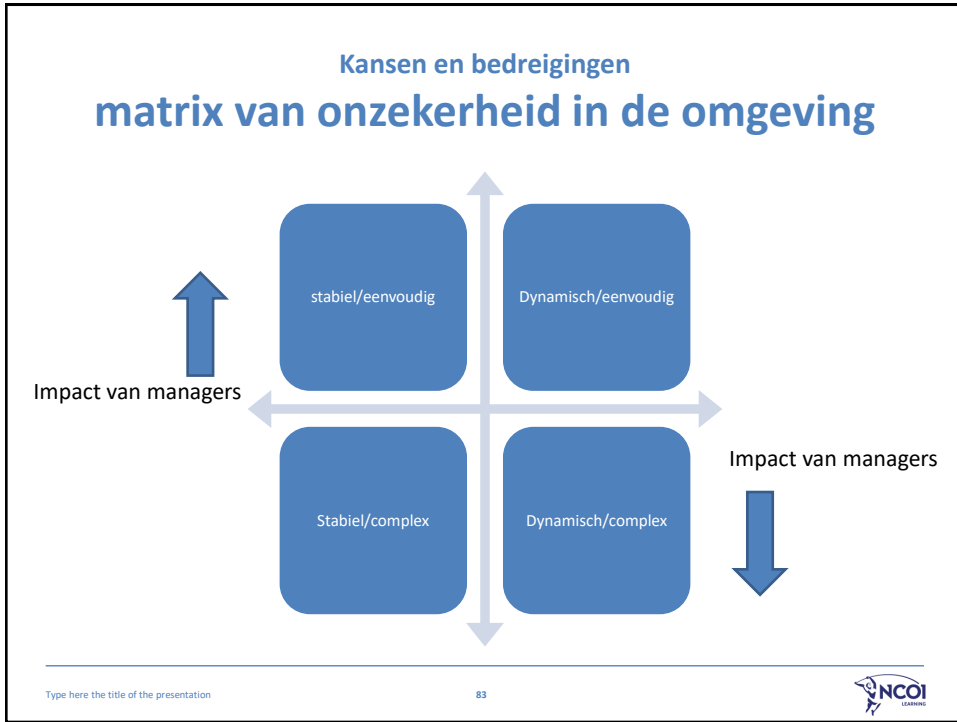 Kansen en bedreigingen
matrix van onzekerheid in de omgeving
stabiel/eenvoudig
Dynamisch/eenvoudig
Impact van managers
Impact van managers
Stabiel/complex
Dynamisch/complex
Type here the title of the presentation
83
NCOI
LEARNING